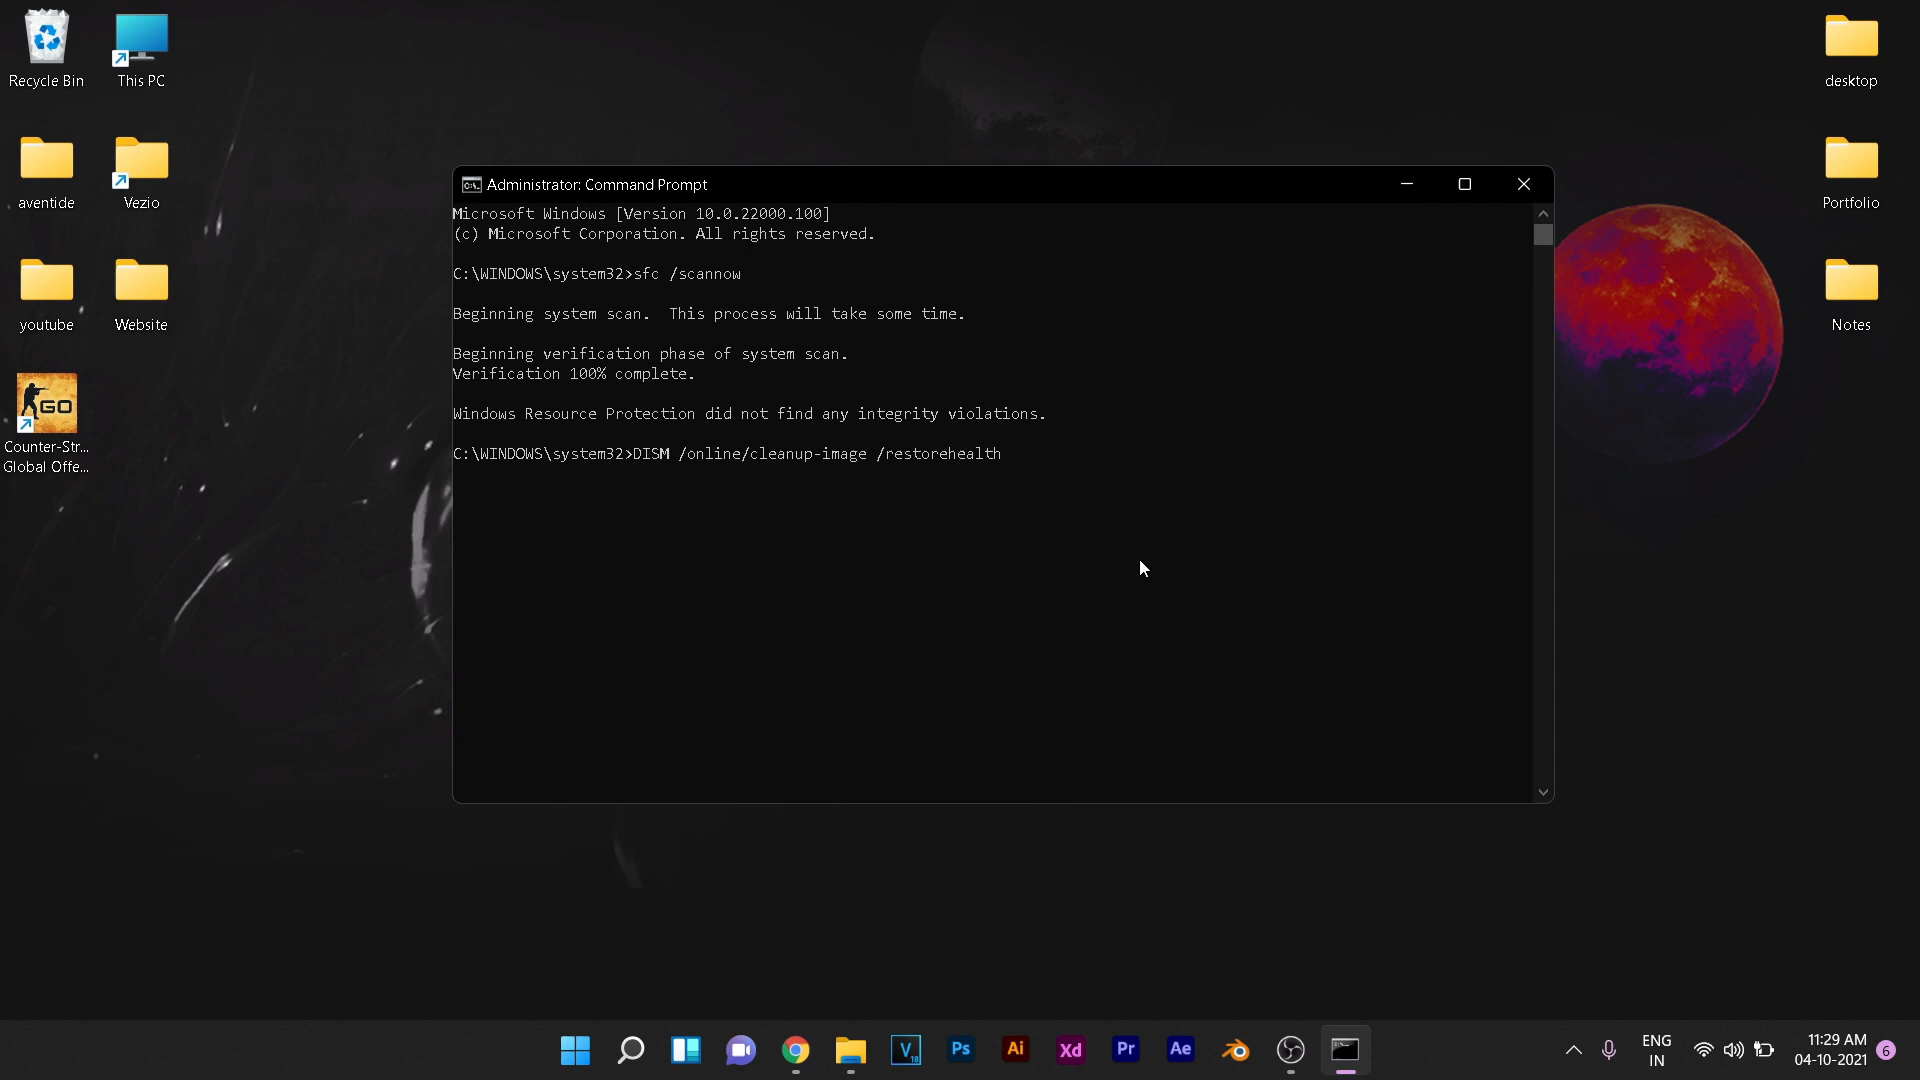 Recycle Bin
This PC
desktop
aventide
Vezio
Portfolio
youtube
Website
Notes
GO
Counter-Str...
Global Offe...
Administrator: Command Prompt
Microsoft Windows [Version 10.0.22000.100]
(c) Microsoft Corporation. All rights reserved.
C:\WINDOWS\system32>sfc /scannow
Beginning system scan.  This process will take some time.
Beginning verification phase of system scan.
Verification 100% complete.
Windows Resource Protection did not find any integrity violations.
C:\WINDOWS\system32>DISM /online/cleanup-image /restorehealth
V
18
Ps
Ai
Xd
Pr
Ae
ENG
IN
11:29 AM
04-10-2021
6